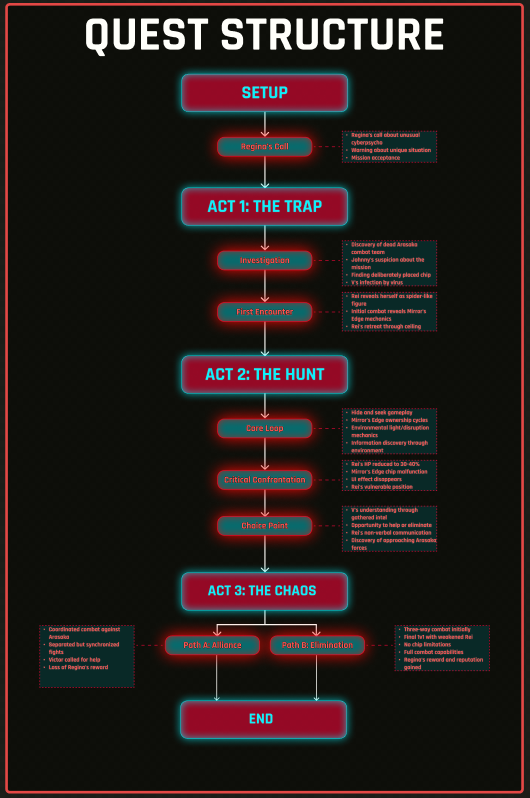 QUEST STRUCTURE
SETUP
Regina's Call
• Regina's call about unusual
cyberpsycho
• Warning about unique situation
• Mission acceptance
ACT 1: THE TRAP
Investigation
• Discovery of dead Arasaka
combat team
• Johnny's suspicion about the
mission
• Finding deliberately placed chip
• V's infection by virus
First Encounter
• Rei reveals herself as spider-like
figure
• Initial combat reveals Mirror's
Edge mechanics
• Rei's retreat through ceiling
ACT 2: THE HUNT
Core Loop
• Hide and seek gameplay
• Mirror's Edge ownership cycles
• Environmental light/disruption
mechanics
• Information discovery through
environment
Critical Confrontation
• Rei's HP reduced to 30-40%
• Mirror's Edge chip malfunction
• UI effect disappears
• Rei's vulnerable position
Choice Point
• V's understanding through
gathered intel
• Opportunity to help or eliminate
• Rei's non-verbal communication
• Discovery of approaching Arasaka
forces
ACT 3: THE CHAOS
• Coordinated combat against
Arasaka
• Separated but synchronized
fights
• Victor called for help
• Loss of Regina's reward
Path A: Alliance
Path B: Elimination
• Three-way combat initially
• Final 1v1 with weakened Rei
• No chip limitations
• Full combat capabilities
• Regina's reward and reputation
gained
END